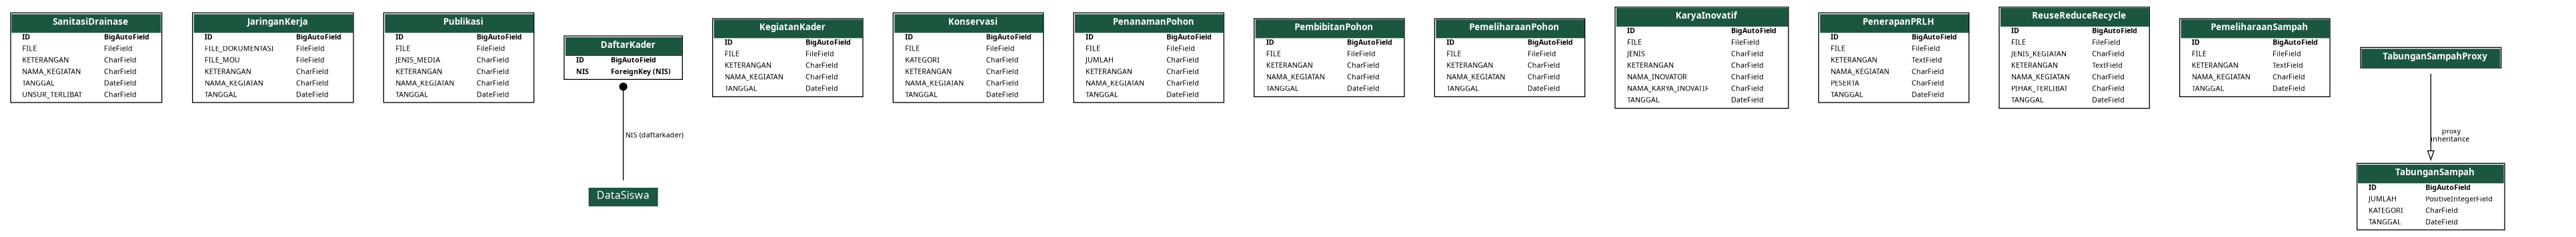 SanitasiDrainase
ID BigAutoField
FILE FileField
KETERANGAN CharField
NAMA_KEGIATAN CharField
TANGGAL DateField
UNSUR_TERLIBAT CharField
JaringanKerja
ID BigAutoField
FILE_DOKUMENTASI FileField
FILE_MOU FileField
KETERANGAN CharField
NAMA_KEGIATAN CharField
TANGGAL DateField
Publikasi
ID BigAutoField
FILE FileField
JENIS_MEDIA CharField
KETERANGAN CharField
NAMA_KEGIATAN CharField
TANGGAL DateField
DaftarKader
ID BigAutoField
NIS ForeignKey (NIS)
NIS (daftarkader)
DataSiswa
KegiatanKader
ID BigAutoField
FILE FileField
KETERANGAN CharField
NAMA_KEGIATAN CharField
TANGGAL DateField
Konservasi
ID BigAutoField
FILE FileField
KATEGORI CharField
KETERANGAN CharField
NAMA_KEGIATAN CharField
TANGGAL DateField
PenanamanPohon
ID BigAutoField
FILE FileField
JUMLAH CharField
KETERANGAN CharField
NAMA_KEGIATAN CharField
TANGGAL DateField
PembibitanPohon
ID BigAutoField
FILE FileField
KETERANGAN CharField
NAMA_KEGIATAN CharField
TANGGAL DateField
PemeliharaanPohon
ID BigAutoField
FILE FileField
KETERANGAN CharField
NAMA_KEGIATAN CharField
TANGGAL DateField
KaryaInovatif
ID BigAutoField
FILE FileField
JENIS CharField
KETERANGAN CharField
NAMA_INOVATOR CharField
NAMA_KARYA_INOVATIF CharField
TANGGAL DateField
PenerapanPRLH
ID BigAutoField
FILE FileField
KETERANGAN TextField
NAMA_KEGIATAN CharField
PESERTA CharField
TANGGAL DateField
ReuseReduceRecycle
ID BigAutoField
FILE FileField
JENIS_KEGIATAN CharField
KETERANGAN TextField
NAMA_KEGIATAN CharField
PIHAK_TERLIBAT CharField
TANGGAL DateField
PemeliharaanSampah
ID BigAutoField
FILE FileField
KETERANGAN TextField
NAMA_KEGIATAN CharField
TANGGAL DateField
TabunganSampahProxy
proxy
inheritance
TabunganSampah
ID BigAutoField
JUMLAH PositiveIntegerField
KATEGORI CharField
TANGGAL DateField